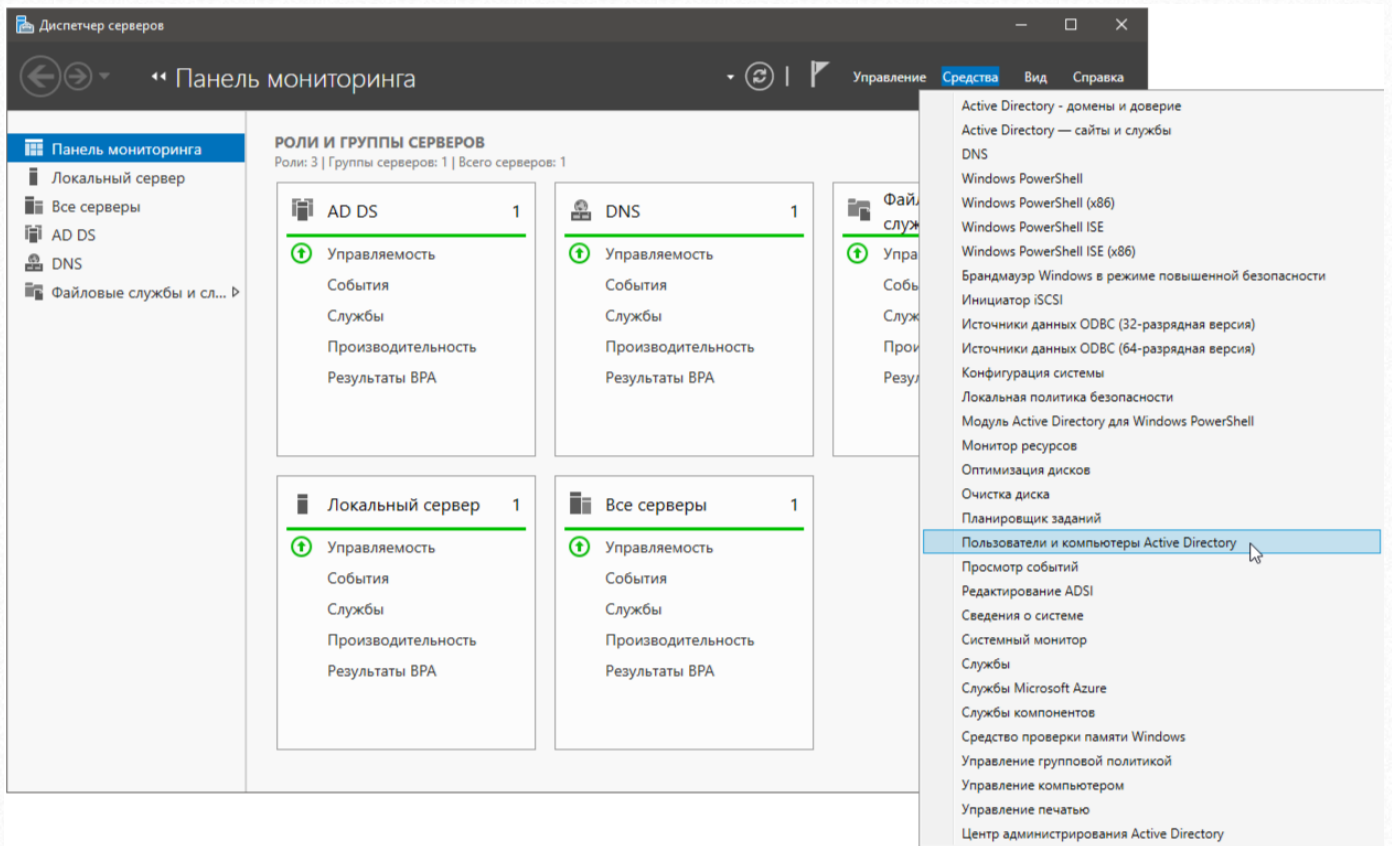 Диспетчер серверов
Панель мониторинга
Управление Средства Вид Справка
Панель мониторинга
Локальный сервер
Все серверы
AD DS
DNS
Файловые службы и сл...
РОЛИ И ГРУППЫ СЕРВЕРОВ
Роли: 3 | Группы серверов: 1 | Всего серверов: 1
AD DS 1
Управляемость
События
Службы
Производительность
Результаты BPA
DNS 1
Управляемость
События
Службы
Производительность
Результаты BPA
Локальный сервер 1
Управляемость
События
Службы
Производительность
Результаты BPA
Все серверы 1
Управляемость
События
Службы
Производительность
Результаты BPA
Active Directory - домены и доверие
Active Directory — сайты и службы
DNS
Windows PowerShell
Windows PowerShell (x86)
Windows PowerShell ISE
Windows PowerShell ISE (x86)
Брандмауэр Windows в режиме повышенной безопасности
Инициатор iSCSI
Источники данных ODBC (32-разрядная версия)
Источники данных ODBC (64-разрядная версия)
Конфигурация системы
Локальная политика безопасности
Модуль Active Directory для Windows PowerShell
Монитор ресурсов
Оптимизация дисков
Очистка диска
Планировщик заданий
Пользователи и компьютеры Active Directory
Просмотр событий
Редактирование ADSI
Сведения о системе
Системный монитор
Службы
Службы Microsoft Azure
Службы компонентов
Средство проверки памяти Windows
Управление групповой политикой
Управление компьютером
Управление печатью
Центр администрирования Active Directory